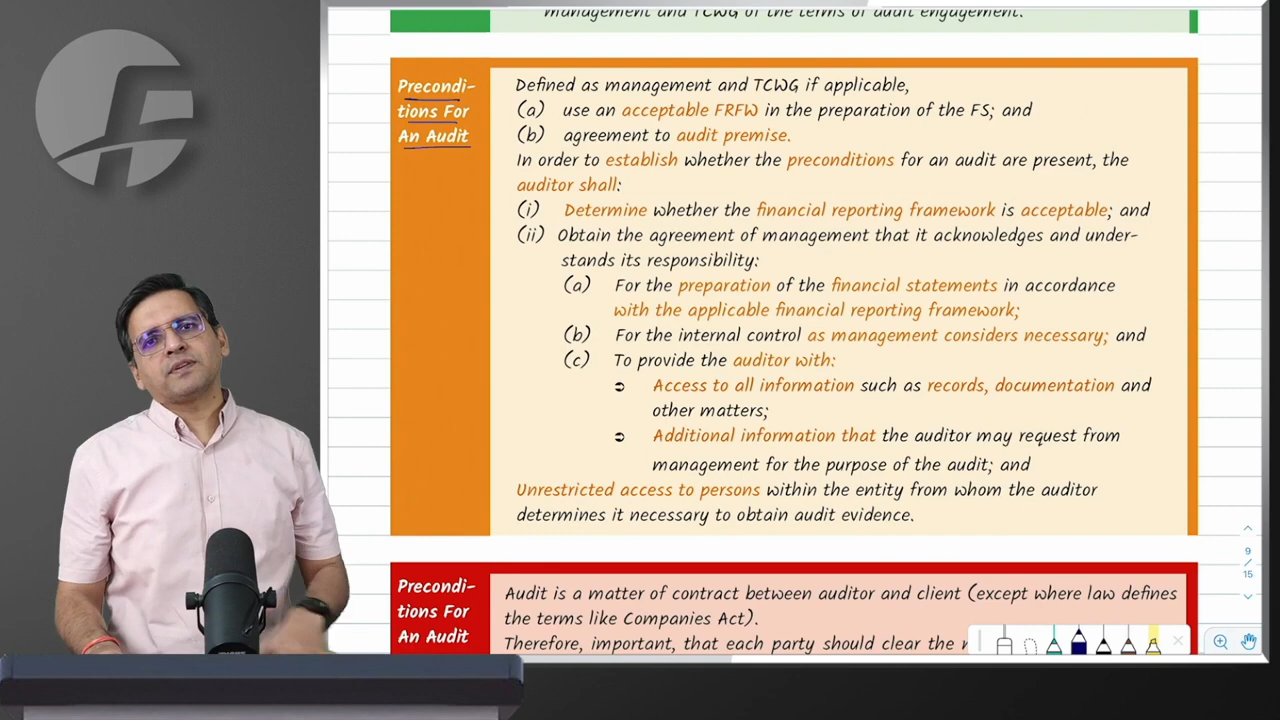 management and TCWG of the terms of audit engagement.
Precondi-
tions For
An Audit
Defined as management and TCWG if applicable,
(a) use an acceptable FRFW in the preparation of the FS; and
(b) agreement to audit premise.
In order to establish whether the preconditions for an audit are present, the
auditor shall:
(i) Determine whether the financial reporting framework is acceptable; and
(ii) Obtain the agreement of management that it acknowledges and under-
stands its responsibility:
(a) For the preparation of the financial statements in accordance
with the applicable financial reporting framework;
(b) For the internal control as management considers necessary; and
(c) To provide the auditor with:
➲ Access to all information such as records, documentation and
other matters;
➲ Additional information that the auditor may request from
management for the purpose of the audit; and
Unrestricted access to persons within the entity from whom the auditor
determines it necessary to obtain audit evidence.
Precondi-
tions For
An Audit
Audit is a matter of contract between auditor and client (except where law defines
the terms like Companies Act).
Therefore, important, that each party should clear the
9
/
15